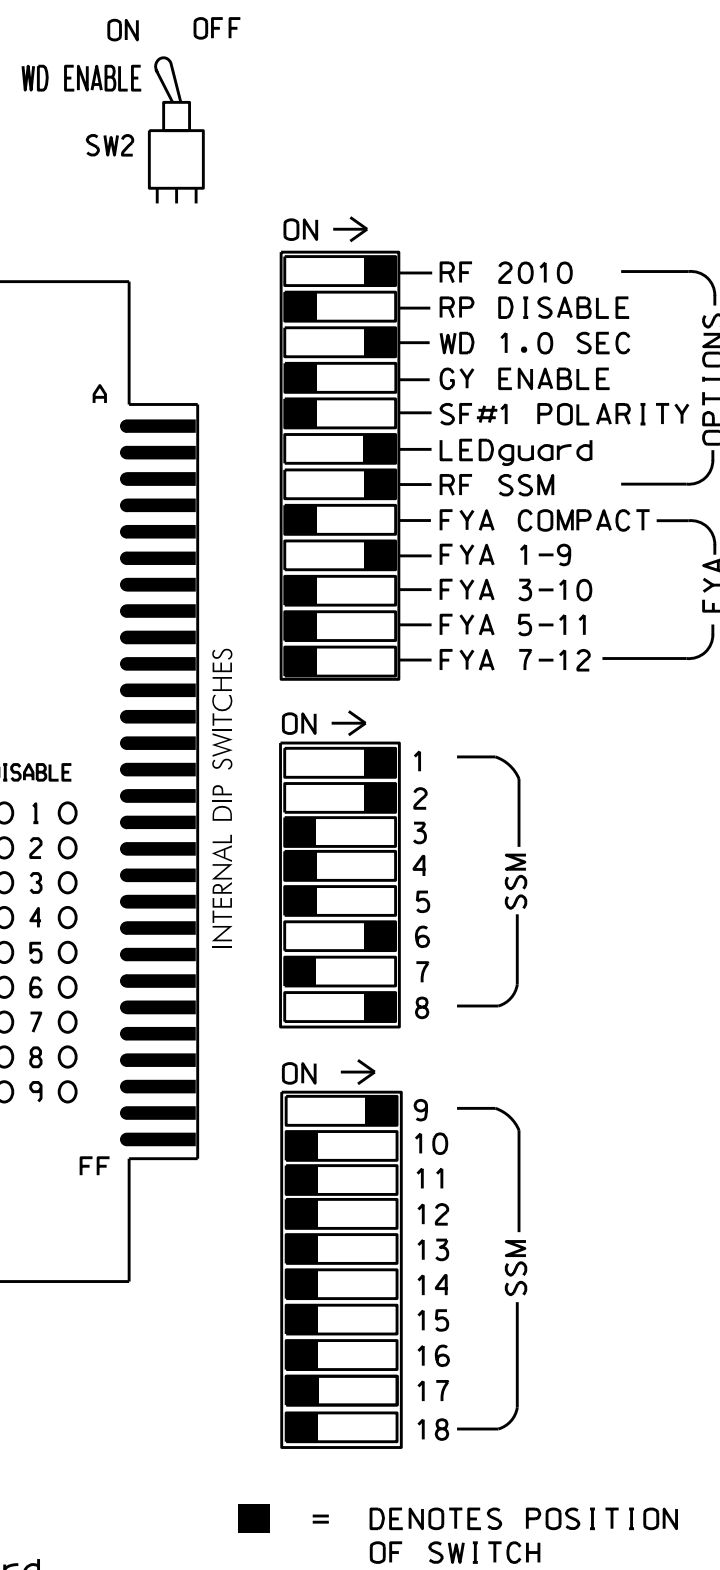 ON OFF
WD ENABLE
SW2
ON
RF 2010
RP DISABLE
WD 1.0 SEC
GY ENABLE
SF#1 POLARITY
LEDguard
RF SSM
OPTIONS
FYA COMPACT
FYA 1-9
FYA 3-10
FYA 5-11
FYA 7-12
FYA
A
FF
INTERNAL DIP SWITCHES
ISABLE
1
2
3
4
5
6
7
8
9
ON
1
2
3
4
5
6
7
8
SSM
ON
9
10
11
12
13
14
15
16
17
18
SSM
= DENOTES POSITION
OF SWITCH
rd